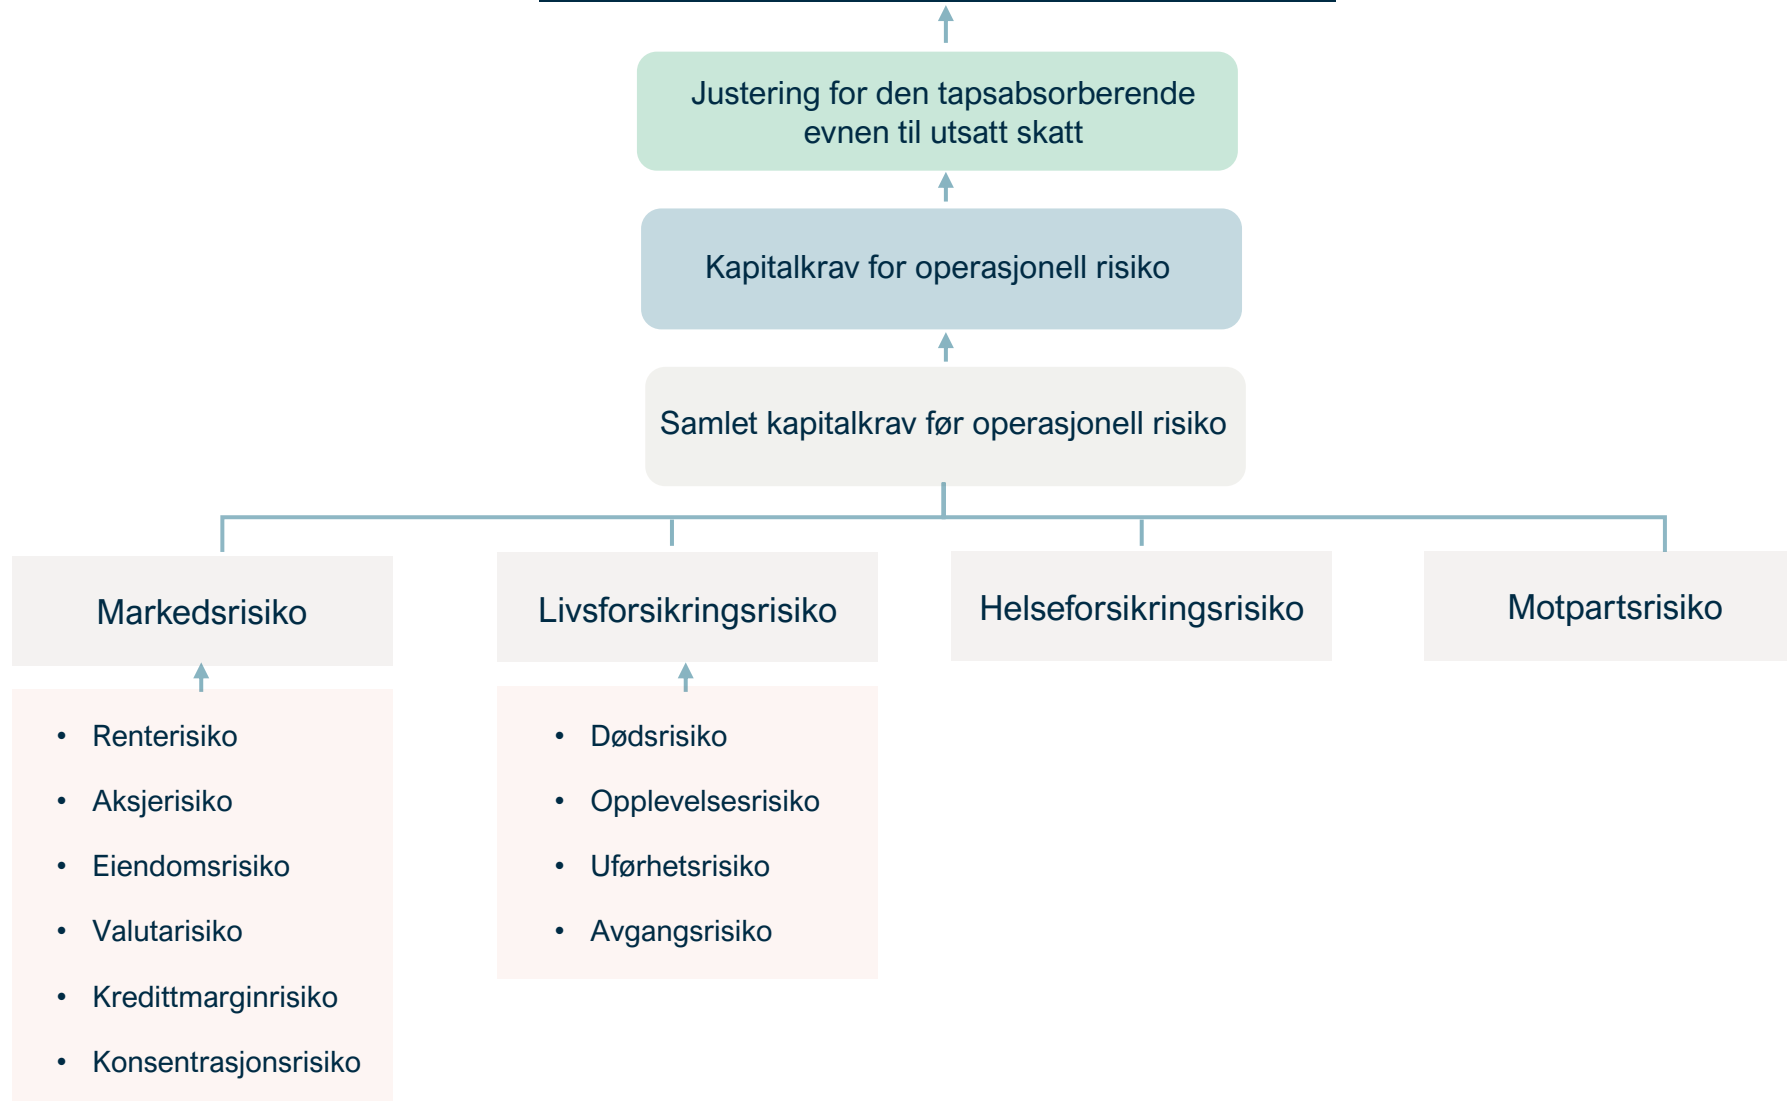 Justering for den tapsabsorberende
evnen til utsatt skatt
Kapitalkrav for operasjonell risiko
Samlet kapitalkrav før operasjonell risiko
Markedsrisiko
Livsforsikringsrisiko
Helseforsikringsrisiko
Motpartsrisiko
• Renterisiko
• Aksjerisiko
• Eiendomsrisiko
• Valutarisiko
• Kredittmarginrisiko
• Konsentrasjonsrisiko
• Dødsrisiko
• Opplevelsesrisiko
• Uførhetsrisiko
• Avgangsrisiko